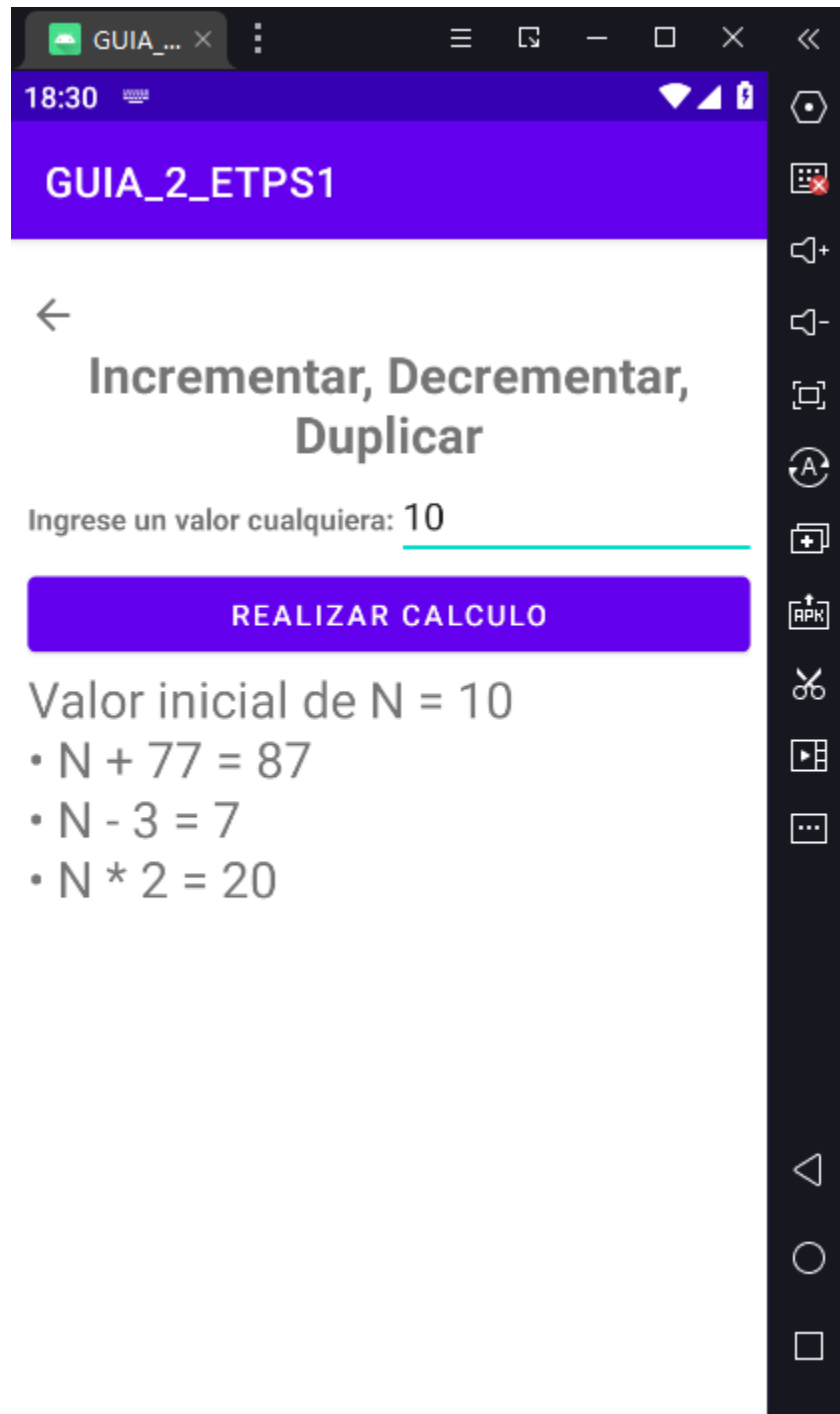 GUIA_... ×
18:30
GUIA_2_ETPS1
Incrementar, Decrementar,
Duplicar
Ingrese un valor cualquiera: 10
REALIZAR CALCULO
Valor inicial de N = 10
• N + 77 = 87
• N - 3 = 7
• N * 2 = 20
A
APK